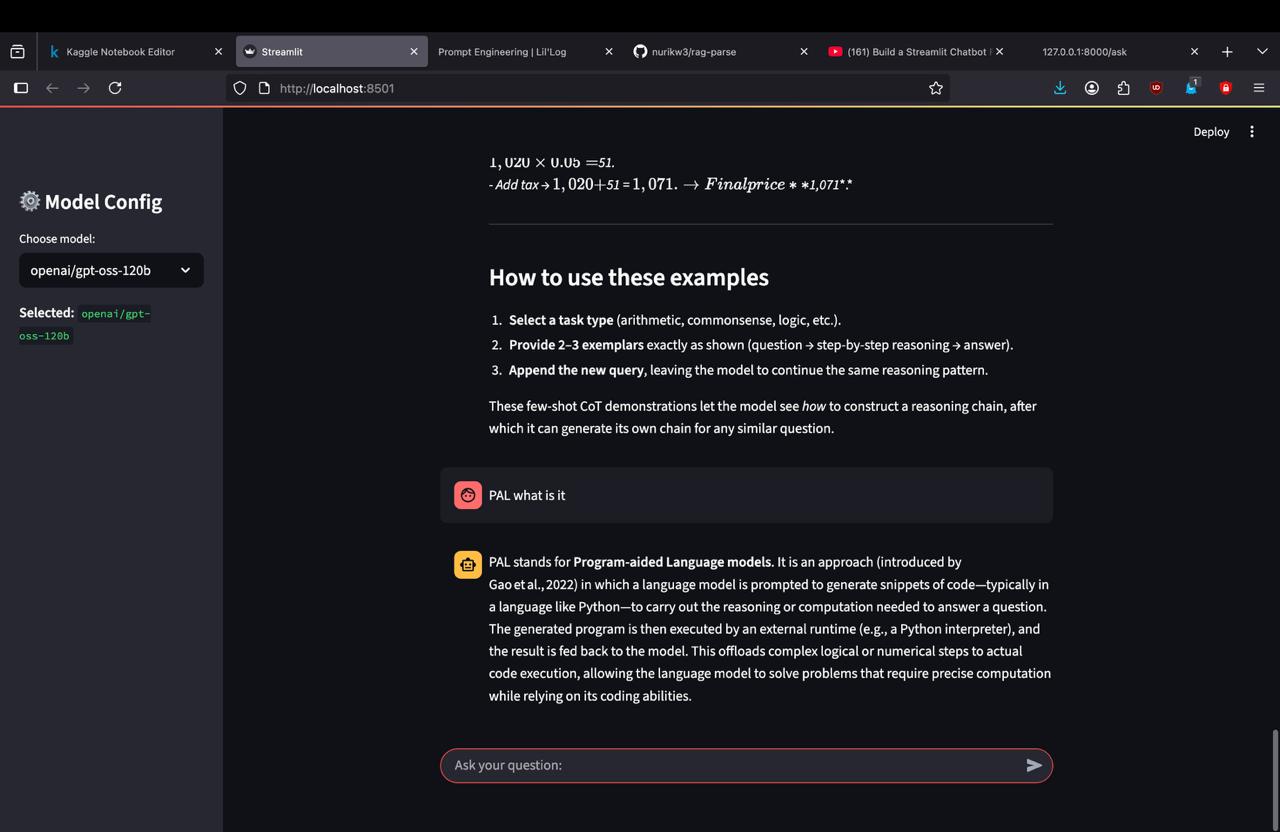 Kaggle Notebook Editor
Streamlit
Prompt Engineering | Lil'Log
nurikw3/rag-parse
(161) Build a Streamlit Chatbot
127.0.0.1:8000/ask
http://localhost:8501
UD
1
Deploy
⚙️ Model Config
Choose model:
openai/gpt-oss-120b
Selected: openai/gpt-
oss-120b
1, 020 × 0.05 =51.
- Add tax → 1, 020+51 = 1, 071. → Finalprice * *1,071*.*
How to use these examples
1. Select a task type (arithmetic, commonsense, logic, etc.).
2. Provide 2–3 exemplars exactly as shown (question → step-by-step reasoning → answer).
3. Append the new query, leaving the model to continue the same reasoning pattern.
These few-shot CoT demonstrations let the model see how to construct a reasoning chain, after
which it can generate its own chain for any similar question.
PAL what is it
PAL stands for Program-aided Language models. It is an approach (introduced by
Gao et al., 2022) in which a language model is prompted to generate snippets of code—typically in
a language like Python—to carry out the reasoning or computation needed to answer a question.
The generated program is then executed by an external runtime (e.g., a Python interpreter), and
the result is fed back to the model. This offloads complex logical or numerical steps to actual
code execution, allowing the language model to solve problems that require precise computation
while relying on its coding abilities.
Ask your question: